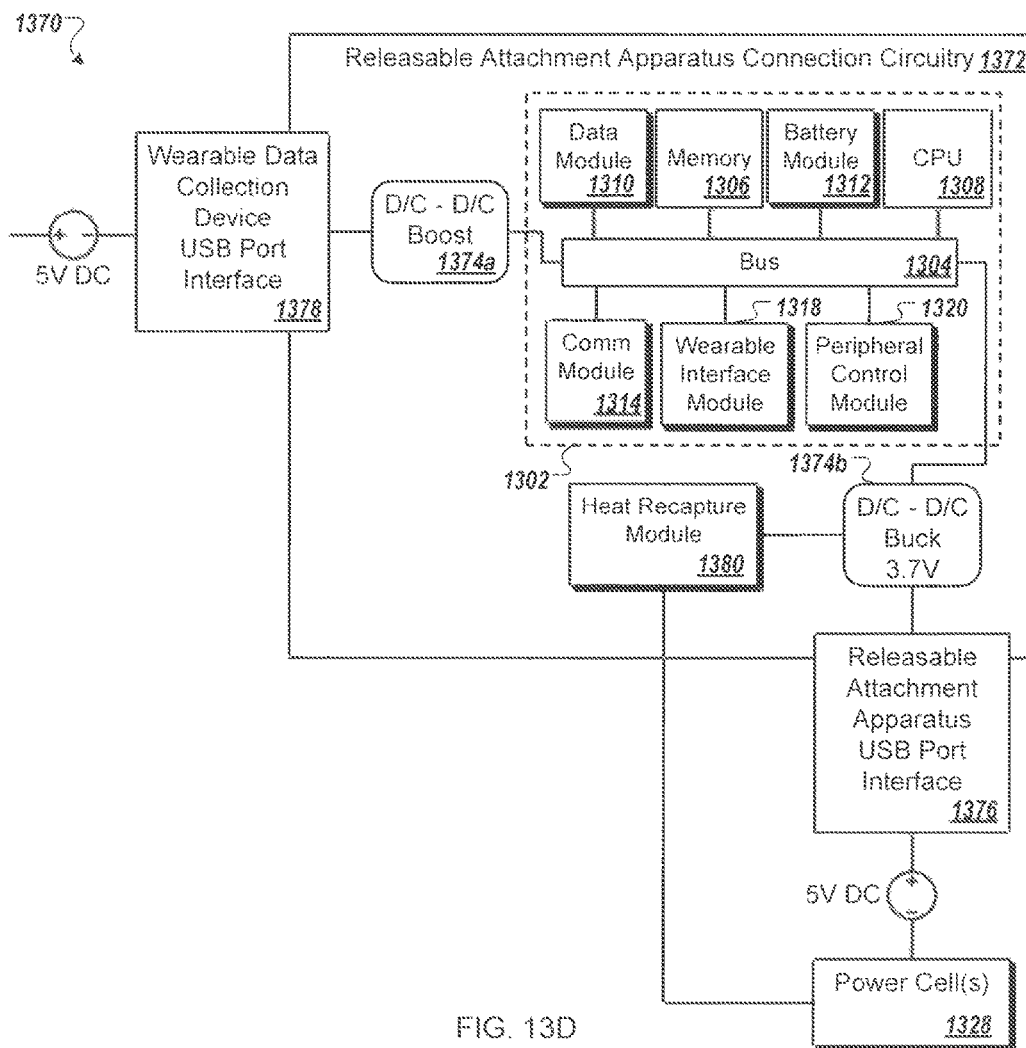 1370
Releasable Attachment Apparatus Connection Circuitry 1372
Wearable Data
Collection
Device
USB Port
Interface
1378
+ -
5V DC
D/C - D/C
Boost
1374a
Data
Module
1310
Memory
1306
Battery
Module
1312
CPU
1308
Bus
1304
Comm
Module
1314
1318
Wearable
Interface
Module
1320
Peripheral
Control
Module
1302
1374b
Heat Recapture
Module
1380
D/C - D/C
Buck
3.7V
Releasable
Attachment
Apparatus
USB Port
Interface
1376
5V DC
+
-
Power Cell(s)
1328
FIG. 13D